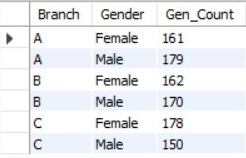 Branch Gender Gen_Count
A Female 161
A Male 179
B Female 162
B Male 170
C Female 178
C Male 150